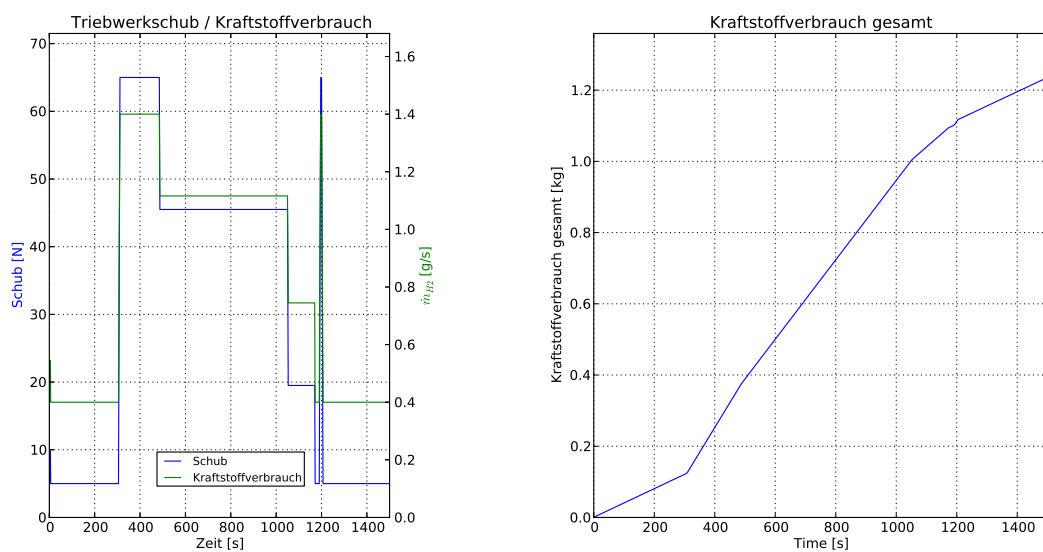 Triebwerkschub / Kraftstoffverbrauch
70
60
50
40
30
20
10
0
Schub [N]
1.6
1.4
1.2
1.0
0.8
0.6
0.4
0.2
0.0
ṁ_H2 [g/s]
Schub
Kraftstoffverbrauch
0 200 400 600 800 1000 1200 1400
Zeit [s]
Kraftstoffverbrauch gesamt
1.2
1.0
0.8
0.6
0.4
0.2
0.0
Kraftstoffverbrauch gesamt [kg]
0 200 400 600 800 1000 1200 1400
Time [s]